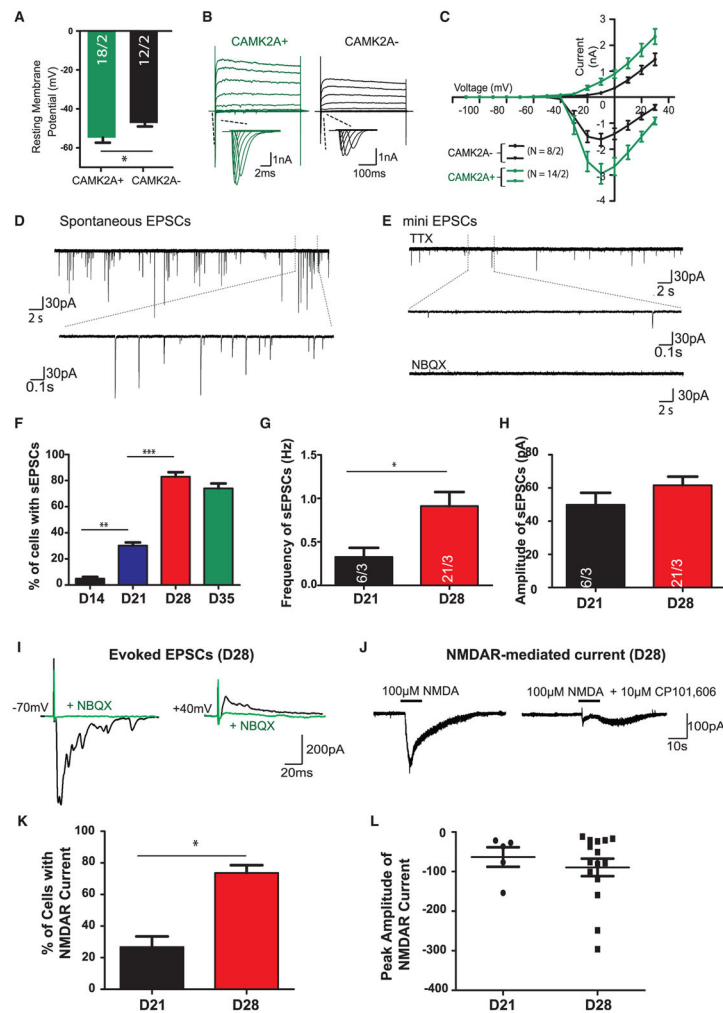 A
Resting Membrane
Potential (mV)
0
-20
-40
-60
18/2
12/2
*
CAMK2A+
CAMK2A-
B
CAMK2A+
CAMK2A-
1nA
2ms
1nA
100ms
C
Current
(nA)
Voltage (mV)
-120
-80
-40
40
3
2
1
0
-1
-2
-3
-4
CAMK2A-
(N = 8/2)
CAMK2A+
(N = 14/2)
D
Spontaneous EPSCs
30pA
2 s
30pA
0.1s
E
mini EPSCs
TTX
30pA
2 s
30pA
0.1s
NBQX
30pA
2 s
F
% of cells with sEPSCs
100
80
60
40
20
0
**
***
D14
D21
D28
D35
G
Frequency of sEPSCs (Hz)
1.5
1.0
0.5
0.0
*
6/3
21/3
D21
D28
H
Amplitude of sEPSCs (pA)
80
60
40
20
0
6/3
21/3
D21
D28
I
Evoked EPSCs (D28)
-70mV
+ NBQX
+40mV
+ NBQX
200pA
20ms
J
NMDAR-mediated current (D28)
100µM NMDA
100µM NMDA + 10µM CP101,606
100pA
10s
K
% of Cells with
NMDAR Current
100
80
60
40
20
0
*
D21
D28
L
Peak Amplitude of
NMDAR Current
0
-100
-200
-300
-400
D21
D28